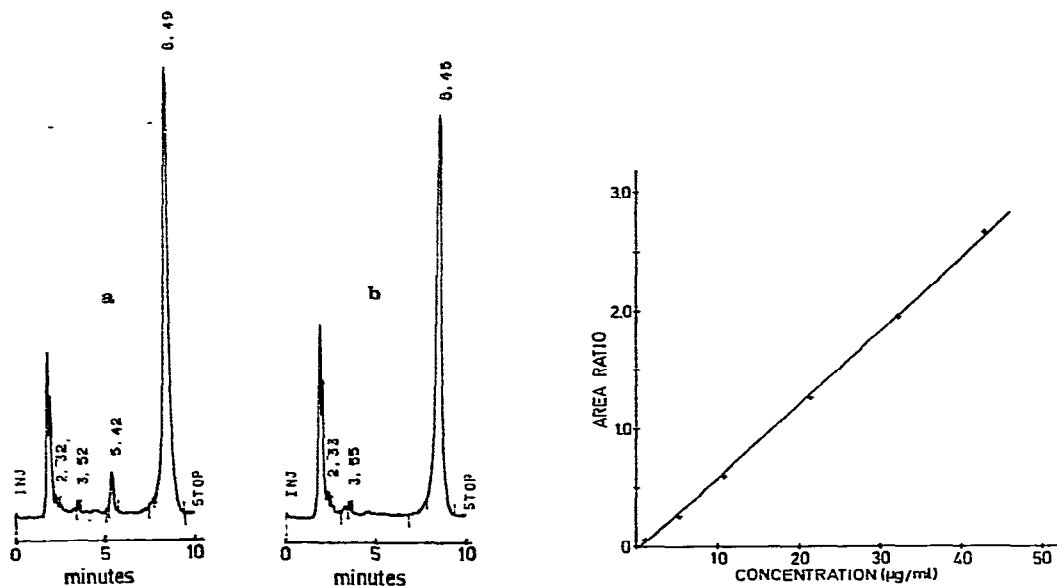 8.49
a
INJ
2.32
3.52
5.42
STOP
0
5
10
minutes
8.45
b
INJ
2.33
3.55
STOP
0
5
10
minutes
3.0
2.0
1.0
0
AREA RATIO
10
20
30
40
50
CONCENTRATION (µg/ml)